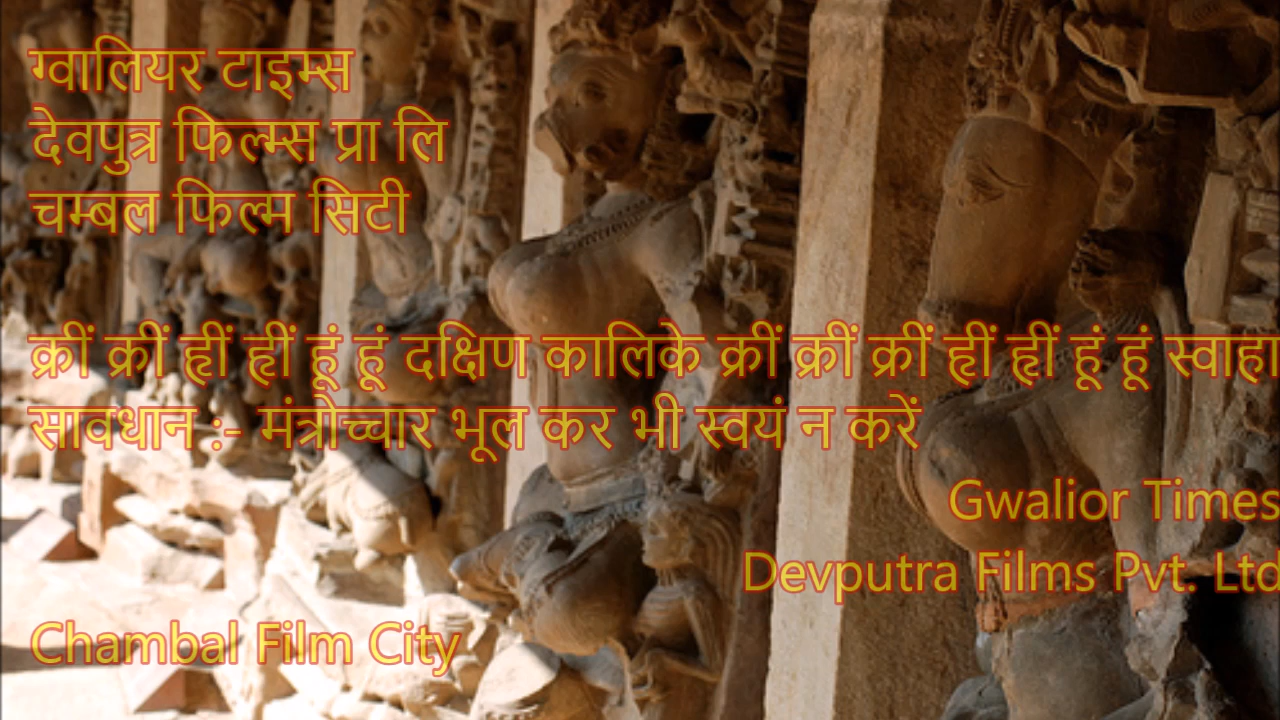 ग्वालियर टाइम्स
देवपुत्र फिल्म्स प्रा लि
चम्बल फिल्म सिटी
क्रीं क्रीं हृीं हृीं हूं हूं दक्षिण कालिके क्रीं क्रीं क्रीं हृीं हृीं हूं हूं स्वाहा
सावधान :- मंत्रोच्चार भूल कर भी स्वयं न करें
Gwalior Times
Devputra Films Pvt. Ltd
Chambal Film City